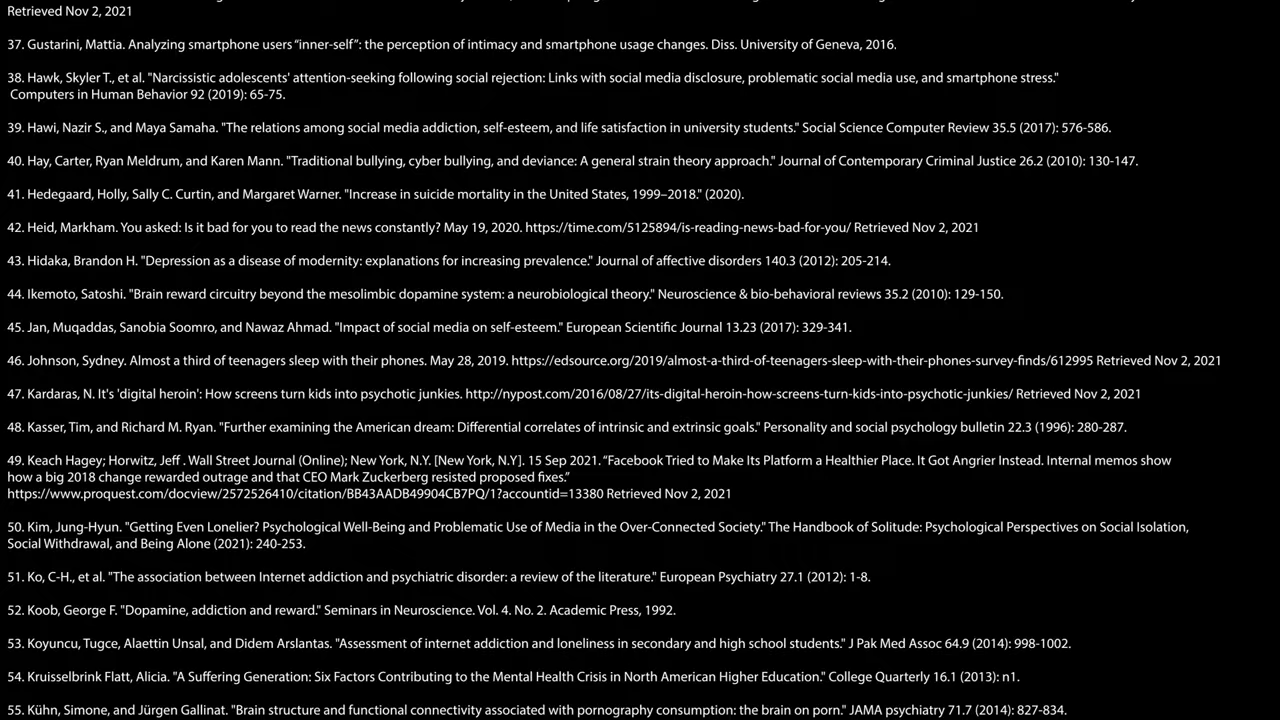 Retrieved Nov 2, 2021
37. Gustarini, Mattia. Analyzing smartphone users “inner-self”: the perception of intimacy and smartphone usage changes. Diss. University of Geneva, 2016.
38. Hawk, Skyler T., et al. "Narcissistic adolescents' attention-seeking following social rejection: Links with social media disclosure, problematic social media use, and smartphone stress."
Computers in Human Behavior 92 (2019): 65-75.
39. Hawi, Nazir S., and Maya Samaha. "The relations among social media addiction, self-esteem, and life satisfaction in university students." Social Science Computer Review 35.5 (2017): 576-586.
40. Hay, Carter, Ryan Meldrum, and Karen Mann. "Traditional bullying, cyber bullying, and deviance: A general strain theory approach." Journal of Contemporary Criminal Justice 26.2 (2010): 130-147.
41. Hedegaard, Holly, Sally C. Curtin, and Margaret Warner. "Increase in suicide mortality in the United States, 1999–2018." (2020).
42. Heid, Markham. You asked: Is it bad for you to read the news constantly? May 19, 2020. https://time.com/5125894/is-reading-news-bad-for-you/ Retrieved Nov 2, 2021
43. Hidaka, Brandon H. "Depression as a disease of modernity: explanations for increasing prevalence." Journal of affective disorders 140.3 (2012): 205-214.
44. Ikemoto, Satoshi. "Brain reward circuitry beyond the mesolimbic dopamine system: a neurobiological theory." Neuroscience & bio-behavioral reviews 35.2 (2010): 129-150.
45. Jan, Muqaddas, Sanobia Soomro, and Nawaz Ahmad. "Impact of social media on self-esteem." European Scientific Journal 13.23 (2017): 329-341.
46. Johnson, Sydney. Almost a third of teenagers sleep with their phones. May 28, 2019. https://edsource.org/2019/almost-a-third-of-teenagers-sleep-with-their-phones-survey-finds/612995 Retrieved Nov 2, 2021
47. Kardaras, N. It's 'digital heroin': How screens turn kids into psychotic junkies. http://nypost.com/2016/08/27/its-digital-heroin-how-screens-turn-kids-into-psychotic-junkies/ Retrieved Nov 2, 2021
48. Kasser, Tim, and Richard M. Ryan. "Further examining the American dream: Differential correlates of intrinsic and extrinsic goals." Personality and social psychology bulletin 22.3 (1996): 280-287.
49. Keach Hagey; Horwitz, Jeff . Wall Street Journal (Online); New York, N.Y. [New York, N.Y]. 15 Sep 2021. “Facebook Tried to Make Its Platform a Healthier Place. It Got Angrier Instead. Internal memos show
how a big 2018 change rewarded outrage and that CEO Mark Zuckerberg resisted proposed fixes.”
https://www.proquest.com/docview/2572526410/citation/BB43AADB49904CB7PQ/1?accountid=13380 Retrieved Nov 2, 2021
50. Kim, Jung-Hyun. "Getting Even Lonelier? Psychological Well-Being and Problematic Use of Media in the Over-Connected Society." The Handbook of Solitude: Psychological Perspectives on Social Isolation,
Social Withdrawal, and Being Alone (2021): 240-253.
51. Ko, C-H., et al. "The association between Internet addiction and psychiatric disorder: a review of the literature." European Psychiatry 27.1 (2012): 1-8.
52. Koob, George F. "Dopamine, addiction and reward." Seminars in Neuroscience. Vol. 4. No. 2. Academic Press, 1992.
53. Koyuncu, Tugce, Alaettin Unsal, and Didem Arslantas. "Assessment of internet addiction and loneliness in secondary and high school students." J Pak Med Assoc 64.9 (2014): 998-1002.
54. Kruisselbrink Flatt, Alicia. "A Suffering Generation: Six Factors Contributing to the Mental Health Crisis in North American Higher Education." College Quarterly 16.1 (2013): n1.
55. Kühn, Simone, and Jürgen Gallinat. "Brain structure and functional connectivity associated with pornography consumption: the brain on porn." JAMA psychiatry 71.7 (2014): 827-834.